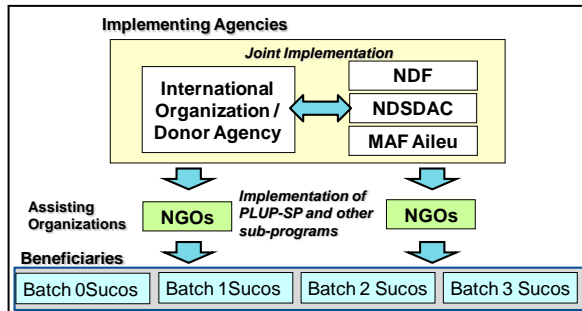 Implementing Agencies
Joint Implementation
International
Organization /
Donor Agency
NDF
NDSDAC
MAF Aileu
Assisting
Organizations
NGOs
Implementation of
PLUP-SP and other
sub-programs
NGOs
Beneficiaries
Batch 0Sucos
Batch 1Sucos
Batch 2 Sucos
Batch 3 Sucos